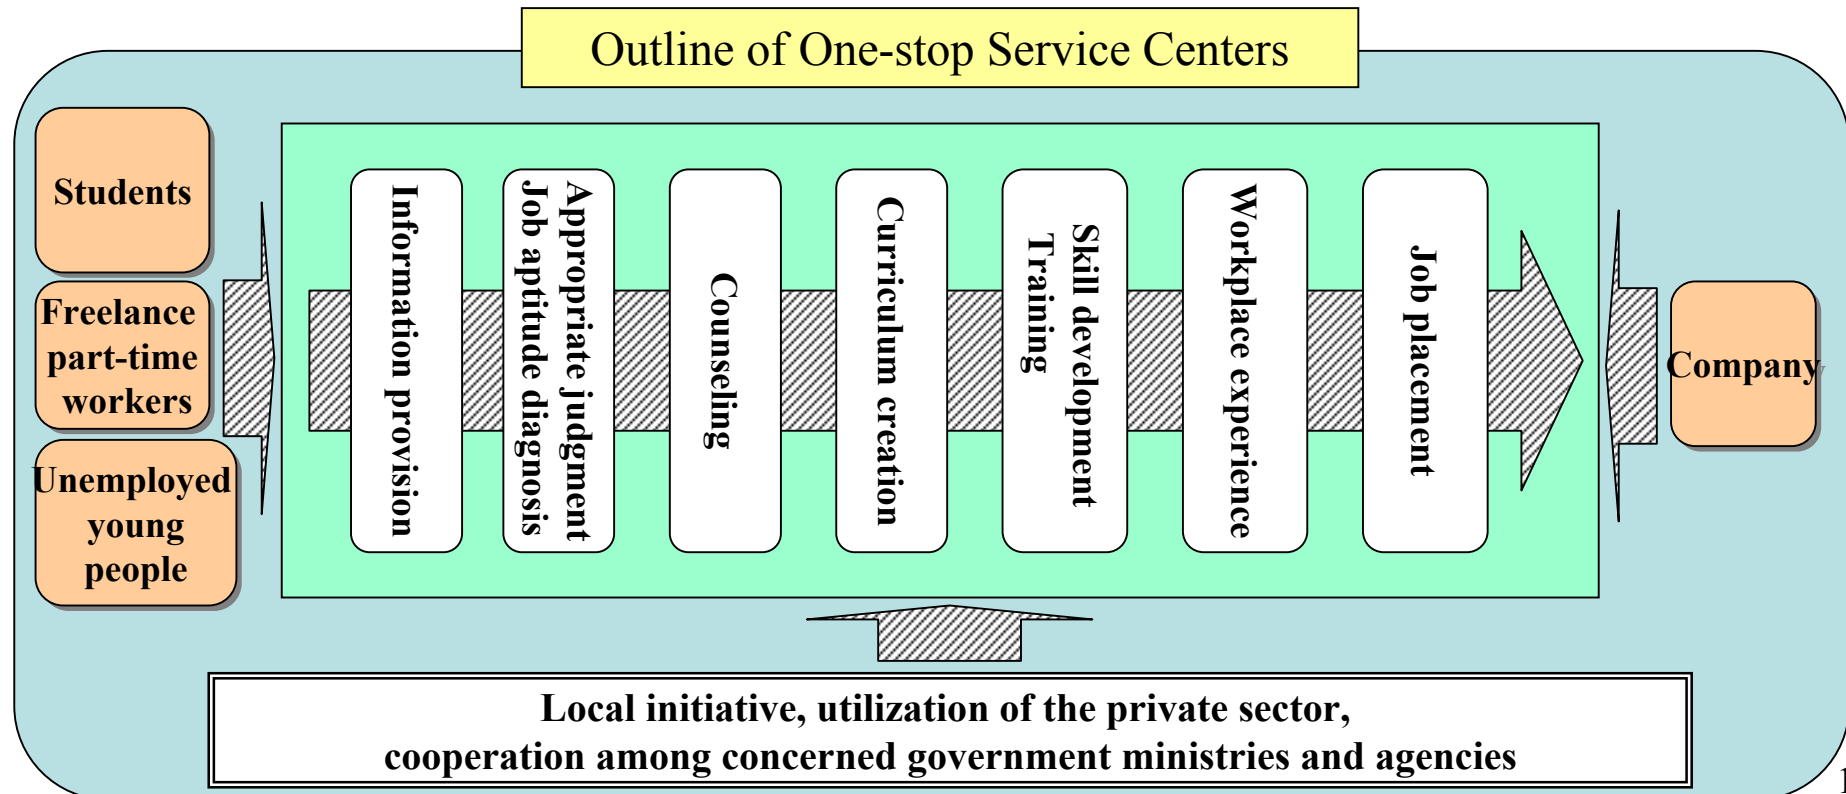 Outline of One-stop Service Centers
Students
Freelance
part-time
workers
Unemployed
young
people
Information provision
Appropriate judgment
Job aptitude diagnosis
Counseling
Curriculum creation
Skill development
Training
Workplace experience
Job placement
Company
Local initiative, utilization of the private sector,
cooperation among concerned government ministries and agencies
1